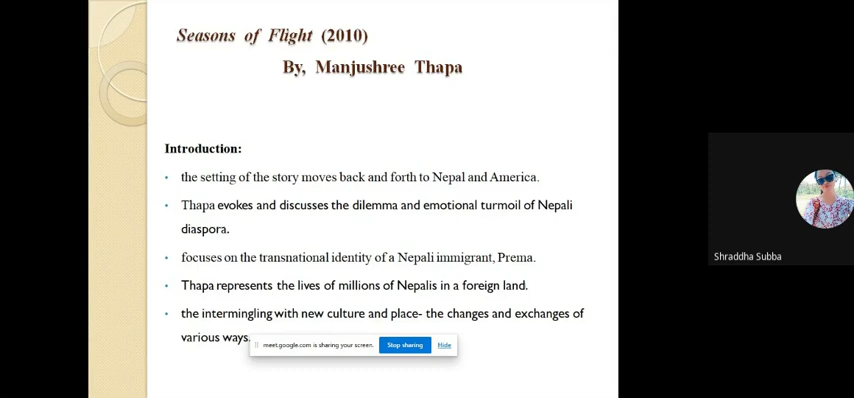 Seasons of Flight (2010)
By, Manjushree Thapa
Introduction:
• the setting of the story moves back and forth to Nepal and America.
• Thapa evokes and discusses the dilemma and emotional turmoil of Nepali
diaspora.
• focuses on the transnational identity of a Nepali immigrant, Prema.
• Thapa represents the lives of millions of Nepalis in a foreign land.
• the intermingling with new culture and place- the changes and exchanges of
various ways.
meet.google.com is sharing your screen. Stop sharing Hide
Shraddha Subba